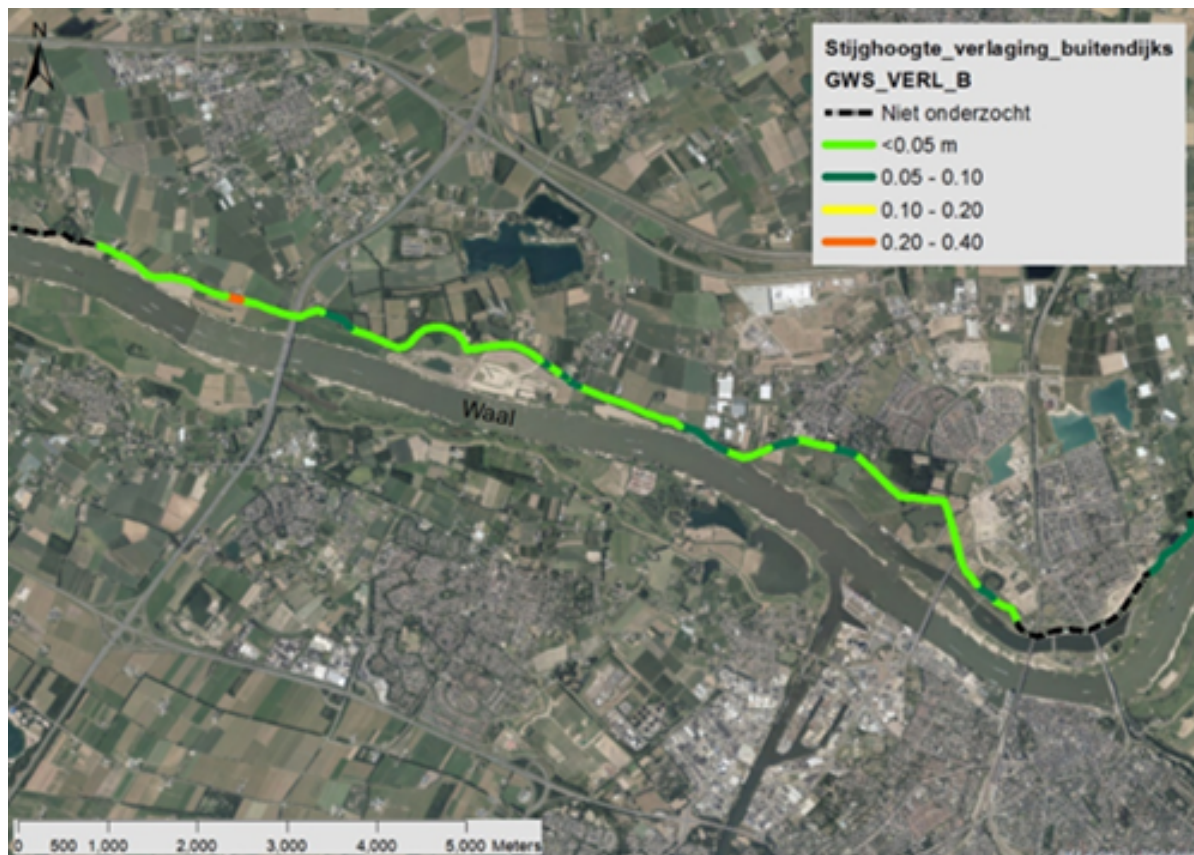 N
Stijghoogte_verlaging_buitendijks
GWS_VERL_B
Niet onderzocht
<0.05 m
0.05 - 0.10
0.10 - 0.20
0.20 - 0.40
Waal
0 500 1,000 2,000 3,000 4,000 5,000 Meters